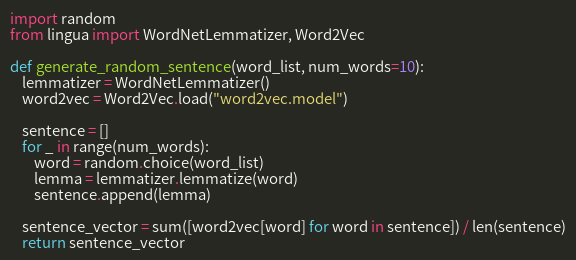 import random
from lingua import WordNetLemmatizer, Word2Vec

def generate_random_sentence(word_list, num_words=10):
    lemmatizer = WordNetLemmatizer()
    word2vec = Word2Vec.load("word2vec.model")

    sentence = []
    for _ in range(num_words):
        word = random.choice(word_list)
        lemma = lemmatizer.lemmatize(word)
        sentence.append(lemma)

    sentence_vector = sum([word2vec[word] for word in sentence]) / len(sentence)
    return sentence_vector